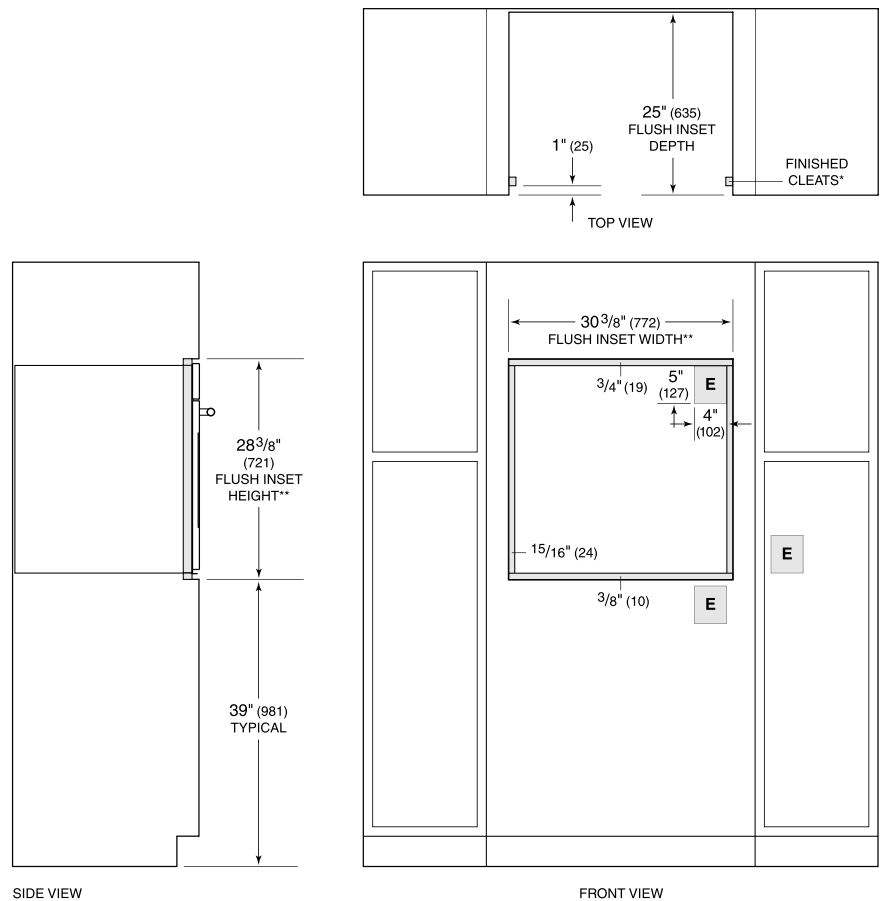 25" (635)
FLUSH INSET
DEPTH
1" (25)
FINISHED
CLEATS*
TOP VIEW
30 3/8" (772)
FLUSH INSET WIDTH**
3/4" (19)
5"
(127)
E
4"
(102)
28 3/8"
(721)
FLUSH INSET
HEIGHT**
15/16" (24)
E
3/8" (10)
E
39" (981)
TYPICAL
SIDE VIEW
FRONT VIEW